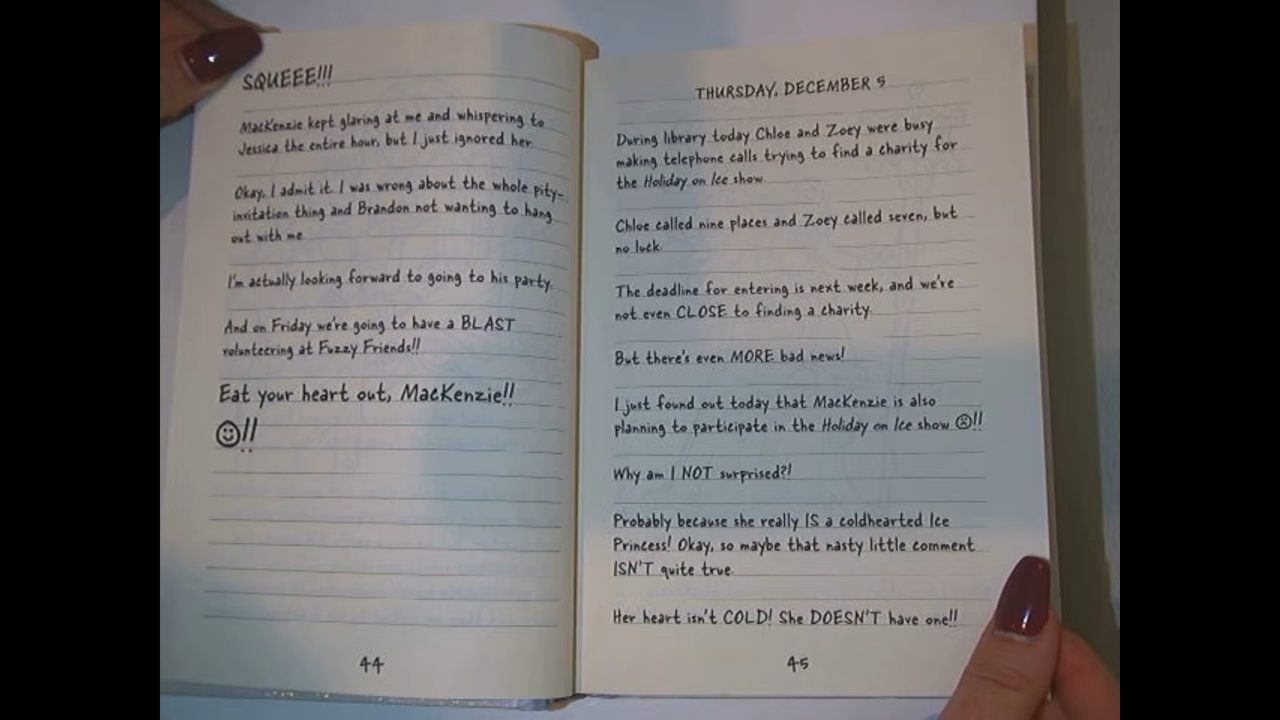 SQUEEE!!!
MacKenzie kept glaring at me and whispering to
Jessica the entire hour, but I just ignored her.
Okay, I admit it. I was wrong about the whole pity-
invitation thing and Brandon not wanting to hang
out with me.
I'm actually looking forward to going to his party.
And on Friday we're going to have a BLAST
volunteering at Fuzzy Friends!!
Eat your heart out, MacKenzie!!
☺!!
44
THURSDAY, DECEMBER 5
During library today Chloe and Zoey were busy
making telephone calls trying to find a charity for
the Holiday on Ice show.
Chloe called nine places and Zoey called seven, but
no luck.
The deadline for entering is next week, and we're
not even CLOSE to finding a charity.
But there's even MORE bad news!
I just found out today that MacKenzie is also
planning to participate in the Holiday on Ice show ☹!!
Why am I NOT surprised?!
Probably because she really IS a coldhearted Ice
Princess! Okay, so maybe that nasty little comment
ISN'T quite true.
Her heart isn't COLD! She DOESN'T have one!!
45